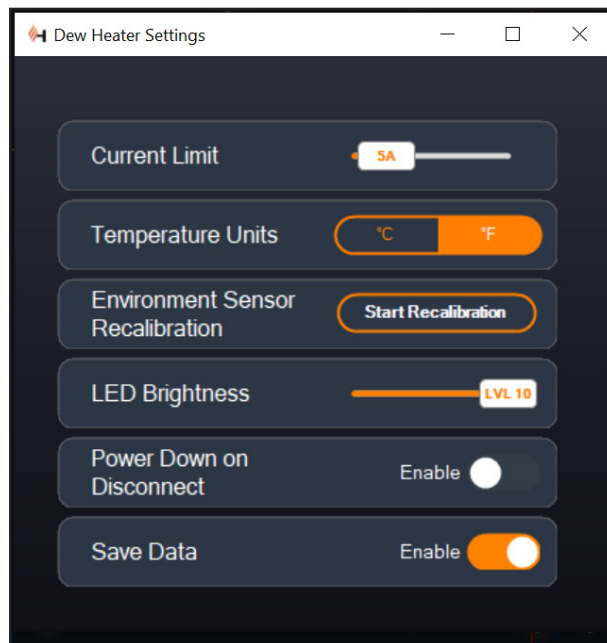 Dew Heater Settings
Current Limit
5A
Temperature Units
°C
°F
Environment Sensor
Recalibration
Start Recalibration
LED Brightness
LVL 10
Power Down on
Disconnect
Enable
Save Data
Enable